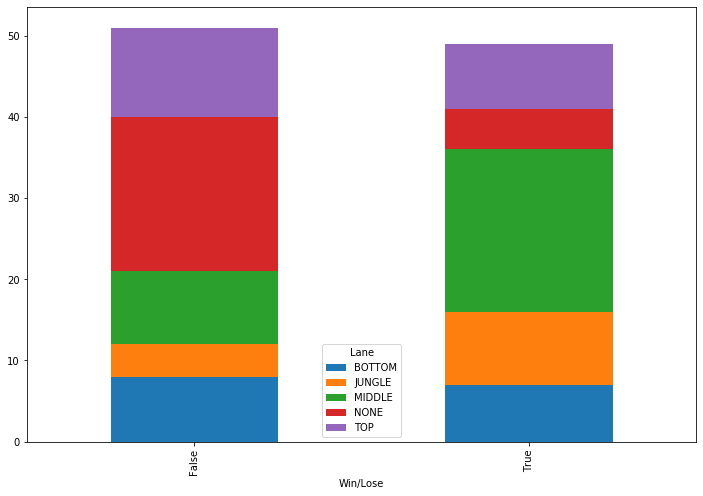 50
40
30
20
10
0
Lane
BOTTOM
JUNGLE
MIDDLE
NONE
TOP
False
True
Win/Lose